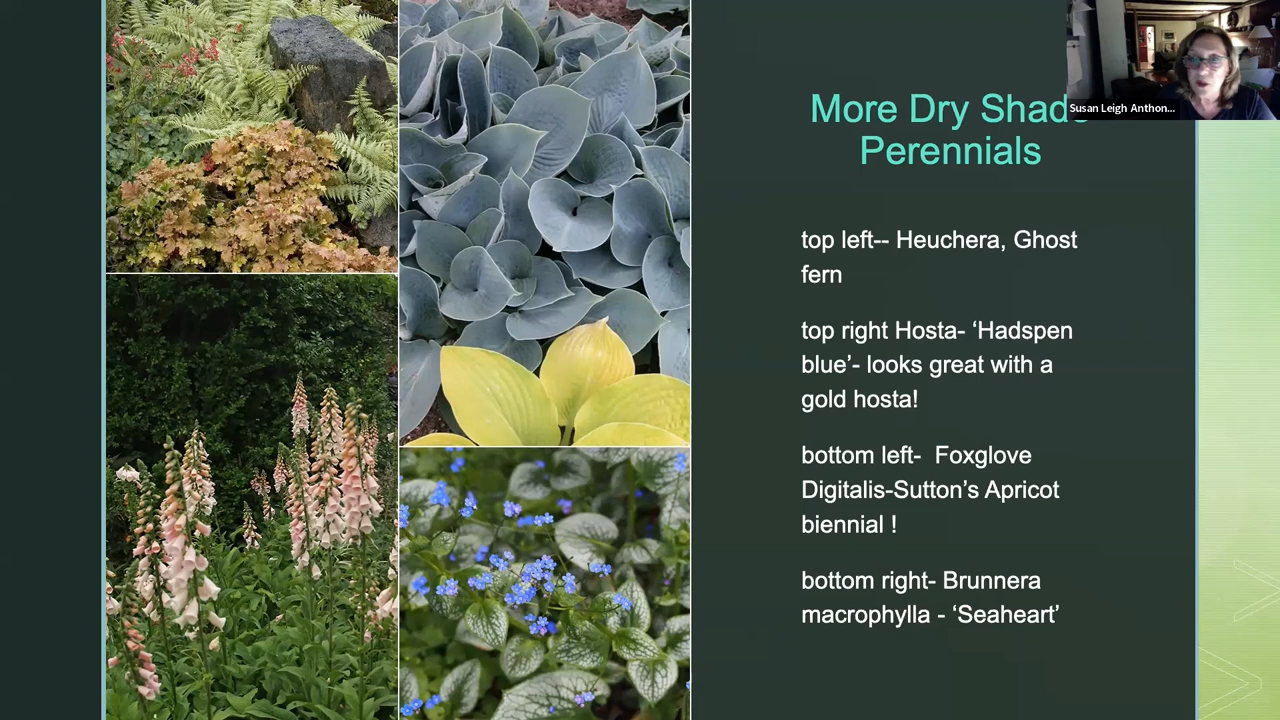 More Dry Shade
Perennials
Susan Leigh Anthon...
top left-- Heuchera, Ghost
fern
top right Hosta- ‘Hadspen
blue’- looks great with a
gold hosta!
bottom left-  Foxglove
Digitalis-Sutton’s Apricot
biennial !
bottom right- Brunnera
macrophylla - ‘Seaheart’